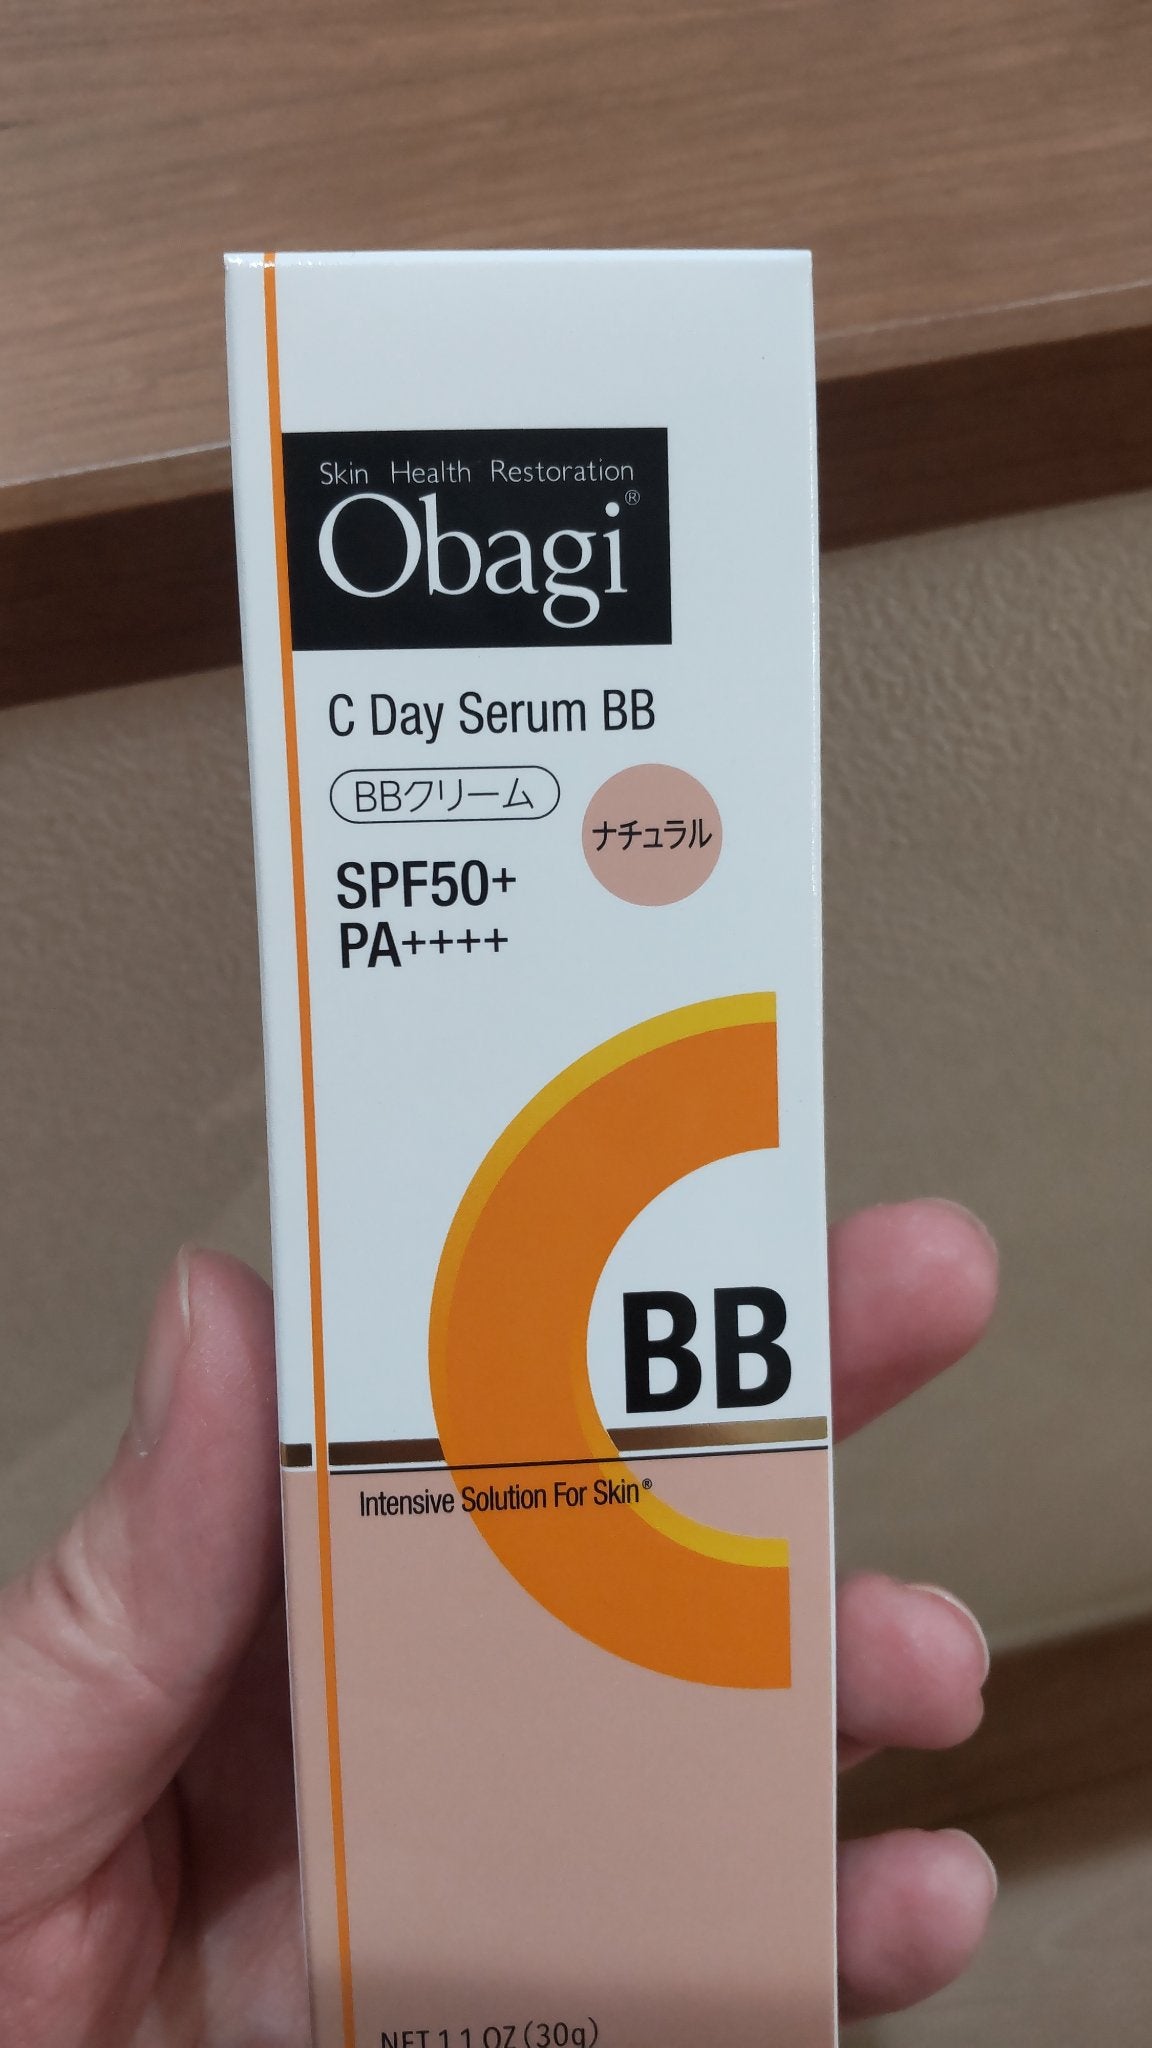 Skin Health Restoration
Obagi®
C Day Serum BB
BBクリーム
ナチュラル
SPF50+
PA++++
BB
Intensive Solution For Skin®
NET 1.1 OZ (30g)